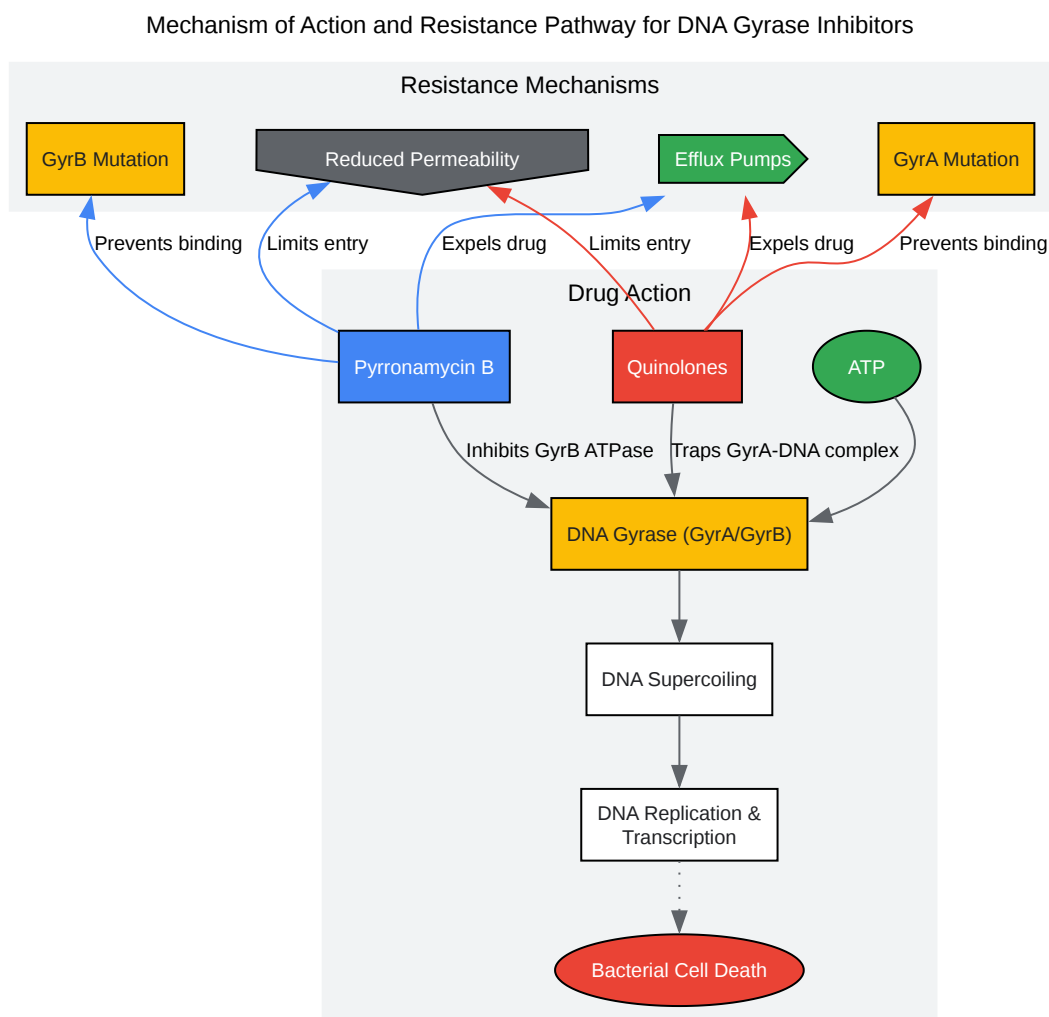 Mechanism of Action and Resistance Pathway for DNA Gyrase Inhibitors
Resistance Mechanisms
GyrB Mutation
Reduced Permeability
Efflux Pumps
GyrA Mutation
Prevents binding
Limits entry
Expels drug
Limits entry
Expels drug
Prevents binding
Drug Action
Pyrronamycin B
Quinolones
ATP
Inhibits GyrB ATPase
Traps GyrA-DNA complex
DNA Gyrase (GyrA/GyrB)
DNA Supercoiling
DNA Replication &
Transcription
Bacterial Cell Death